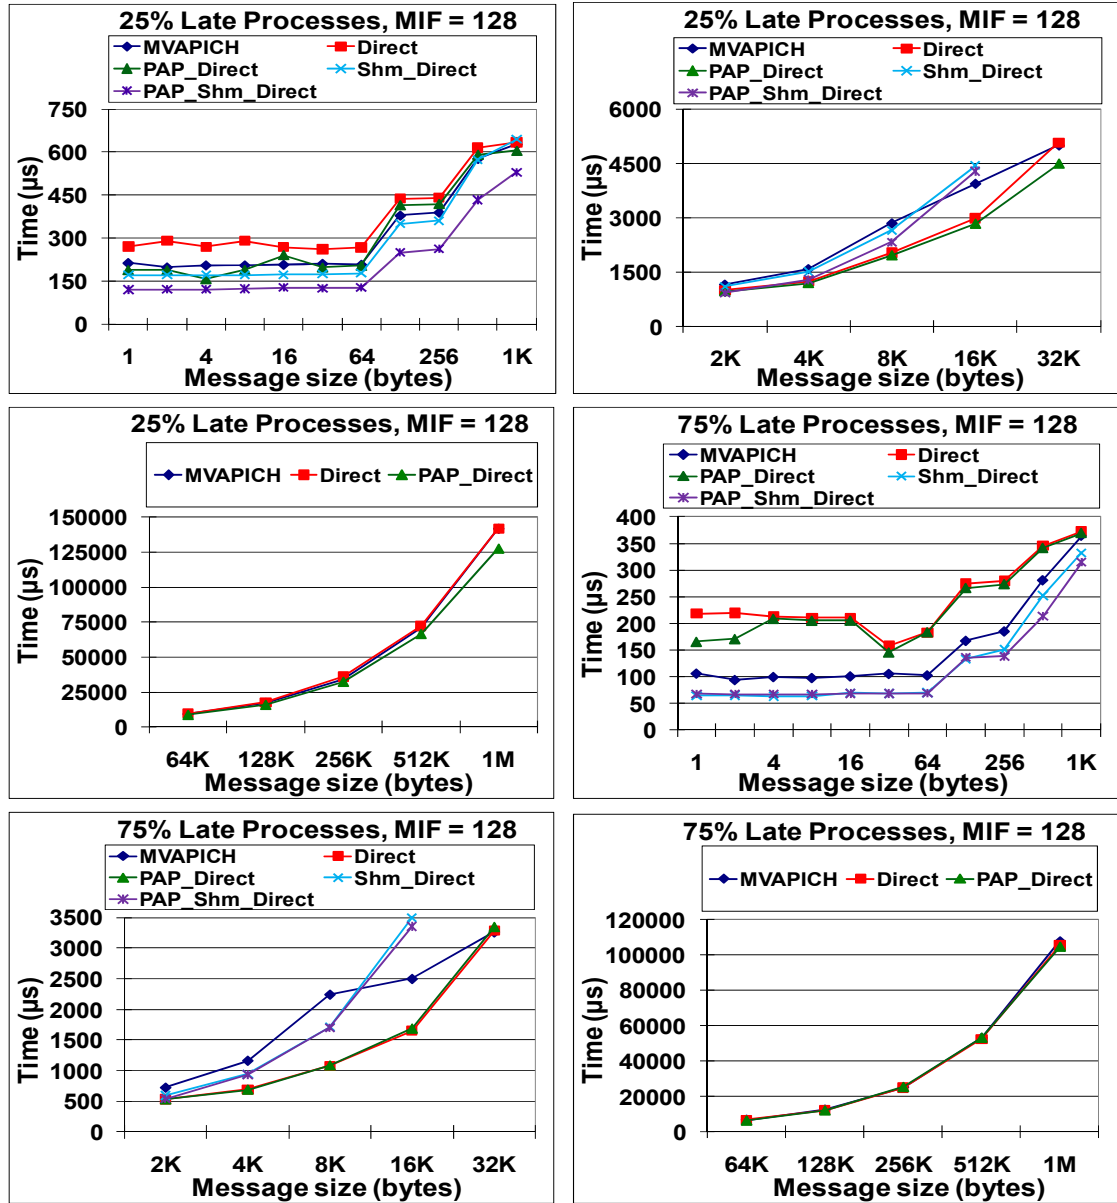 25% Late Processes, MIF = 128
MVAPICH Direct
PAP_Direct Shm_Direct
PAP_Shm_Direct
750
600
450
300
150
0
Time (µs)
1 4 16 64 256 1K
Message size (bytes)
25% Late Processes, MIF = 128
MVAPICH Direct
PAP_Direct Shm_Direct
PAP_Shm_Direct
6000
4500
3000
1500
0
Time (µs)
2K 4K 8K 16K 32K
Message size (bytes)
25% Late Processes, MIF = 128
MVAPICH Direct PAP_Direct
150000
125000
100000
75000
50000
25000
0
Time (µs)
64K 128K 256K 512K 1M
Message size (bytes)
75% Late Processes, MIF = 128
MVAPICH Direct
PAP_Direct Shm_Direct
PAP_Shm_Direct
400
350
300
250
200
150
100
50
0
Time (µs)
1 4 16 64 256 1K
Message size (bytes)
75% Late Processes, MIF = 128
MVAPICH Direct
PAP_Direct Shm_Direct
PAP_Shm_Direct
3500
3000
2500
2000
1500
1000
500
0
Time (µs)
2K 4K 8K 16K 32K
Message size (bytes)
75% Late Processes, MIF = 128
MVAPICH Direct PAP_Direct
120000
100000
80000
60000
40000
20000
0
Time (µs)
64K 128K 256K 512K 1M
Message size (bytes)